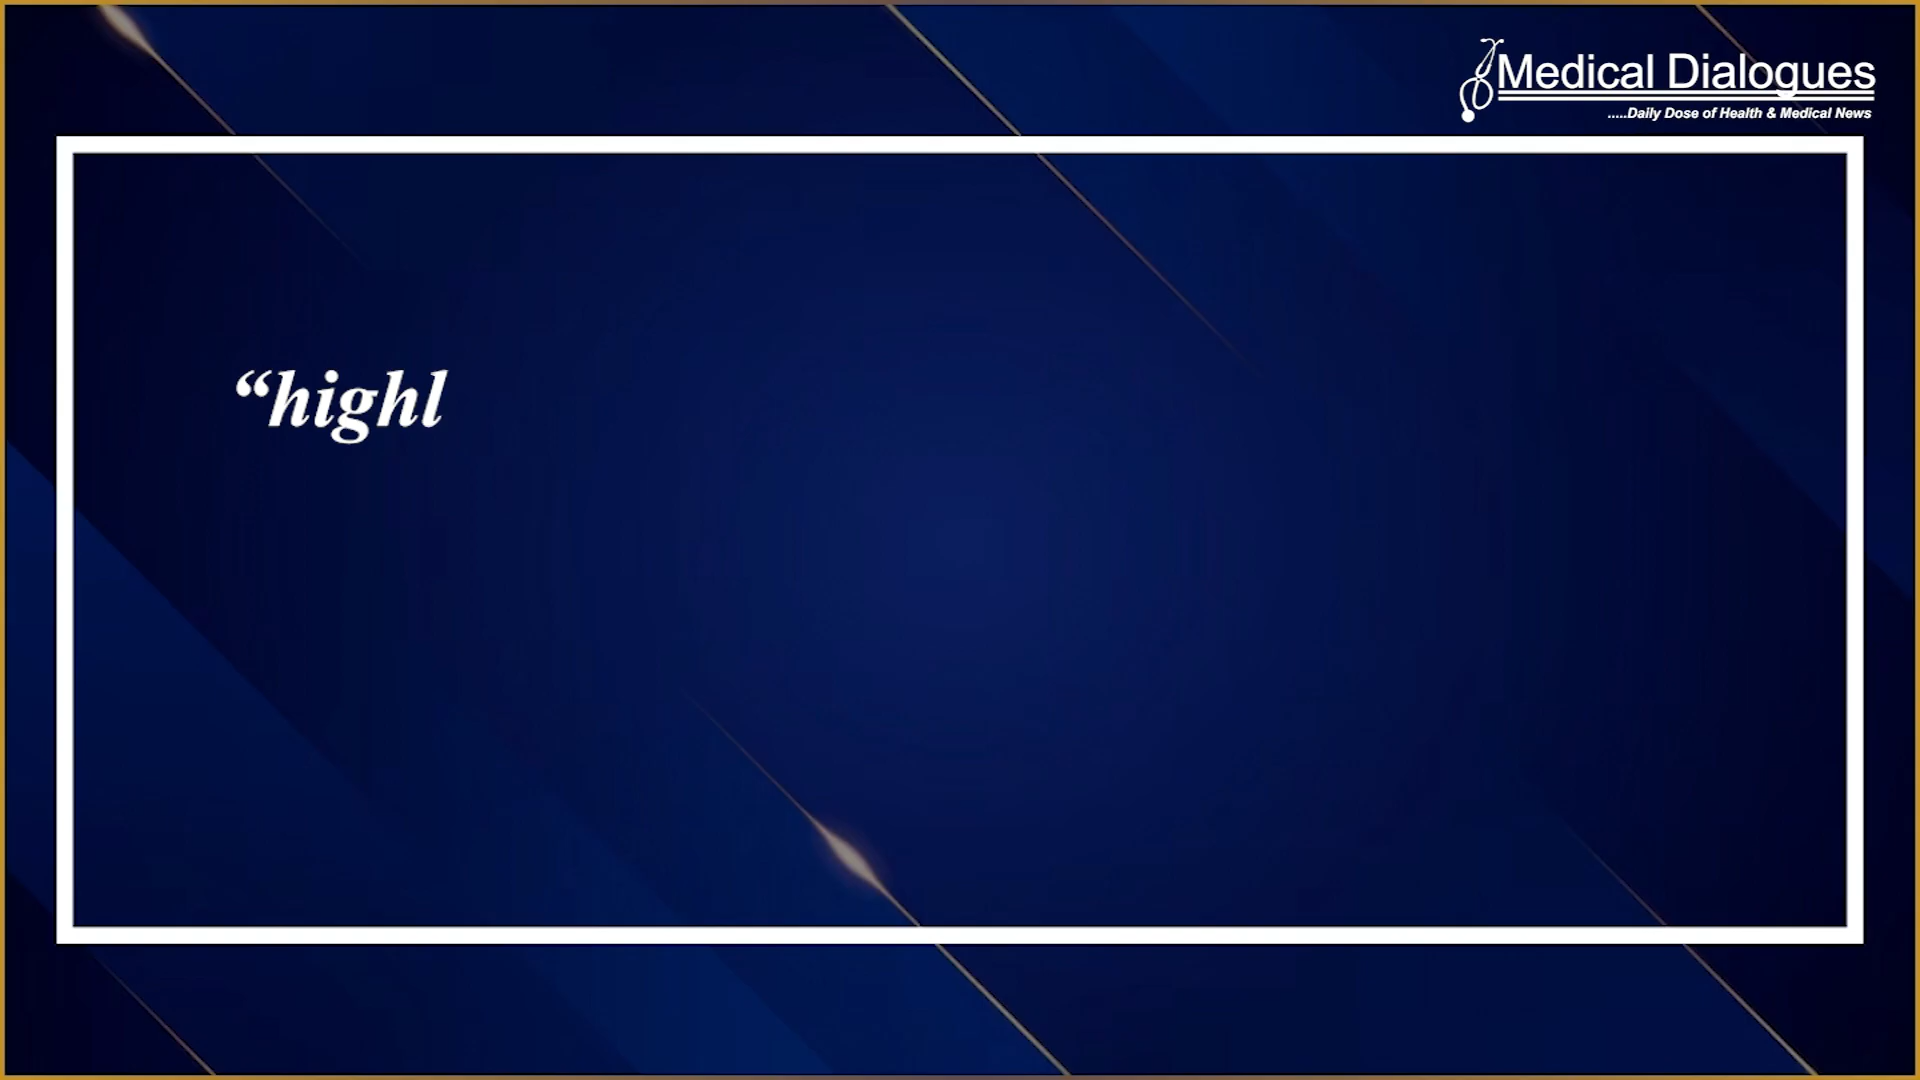 Medical Dialogues
.....Daily Dose of Health & Medical News
“highl